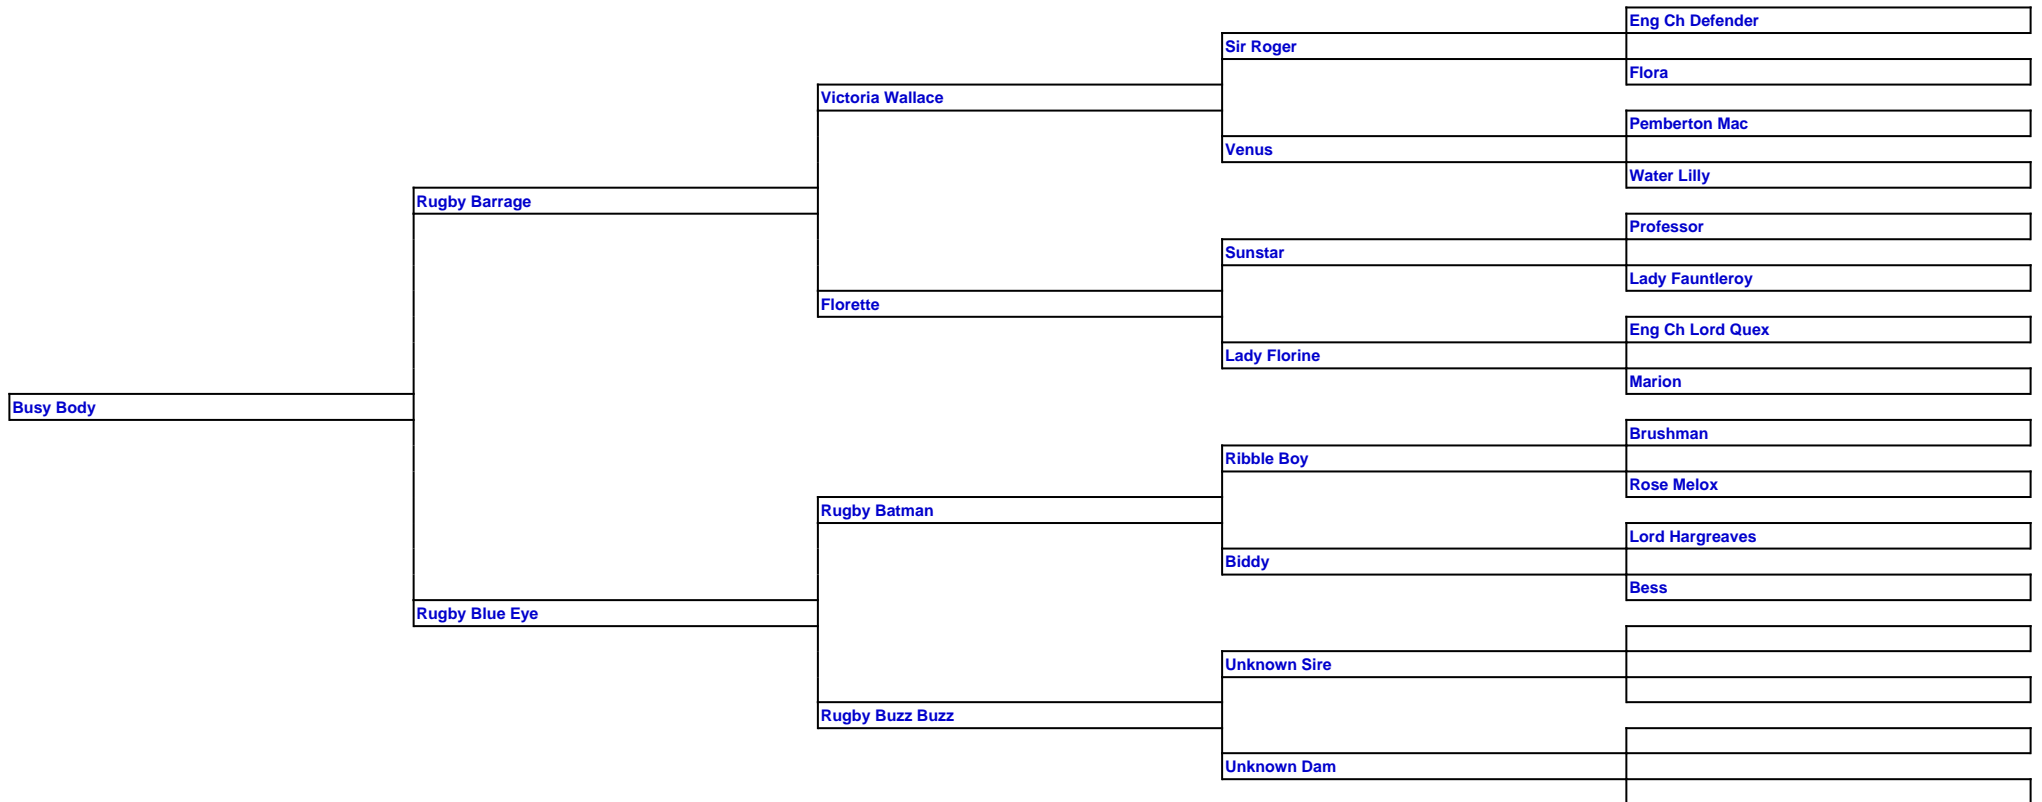 Eng Ch Defender
Sir Roger
Flora
Victoria Wallace
Pemberton Mac
Venus
Water Lilly
Rugby Barrage
Professor
Sunstar
Lady Fauntleroy
Florette
Eng Ch Lord Quex
Lady Florine
Marion
Busy Body
Brushman
Ribble Boy
Rose Melox
Rugby Batman
Lord Hargreaves
Biddy
Bess
Rugby Blue Eye
Unknown Sire
Rugby Buzz Buzz
Unknown Dam